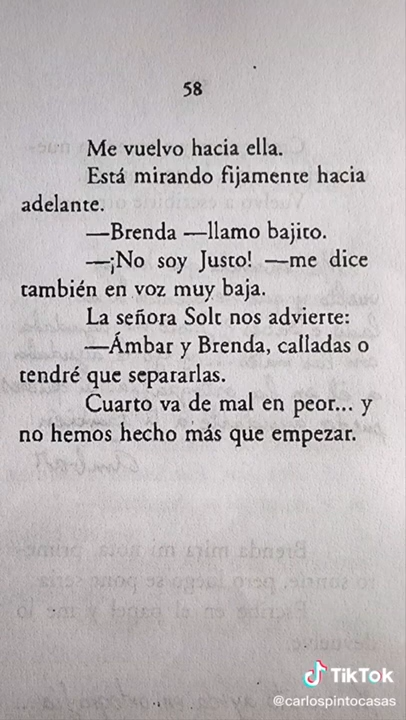 58
Me vuelvo hacia ella.
Está mirando fijamente hacia
adelante.
—Brenda —llamo bajito.
—¡No soy Justo! —me dice
también en voz muy baja.
La señora Solt nos advierte:
—Ámbar y Brenda, calladas o
tendré que separarlas.
Cuarto va de mal en peor... y
no hemos hecho más que empezar.
TikTok
@carlospintocasas